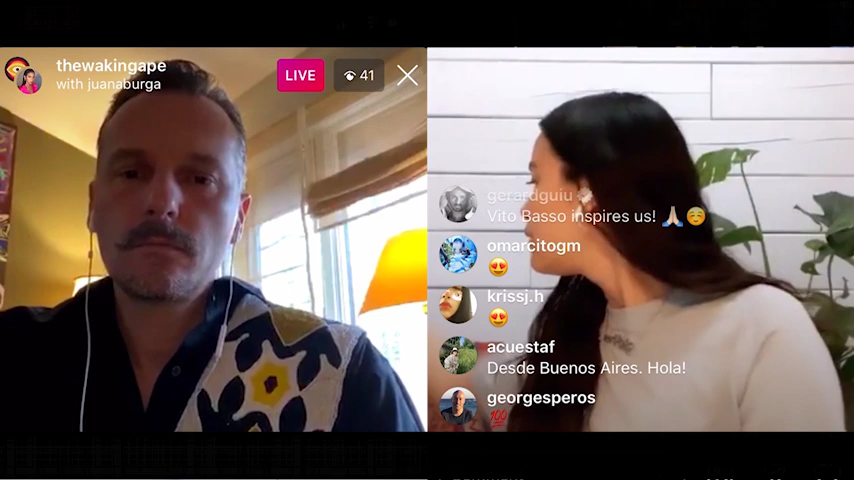 thewakingape
with juanaburga
LIVE
41
gerardguiu
Vito Basso inspires us! 🙏🏻☺️
omarcitogm
😍
krissj.h
😍
acuestaf
Desde Buenos Aires. Hola!
georgesperos
💯